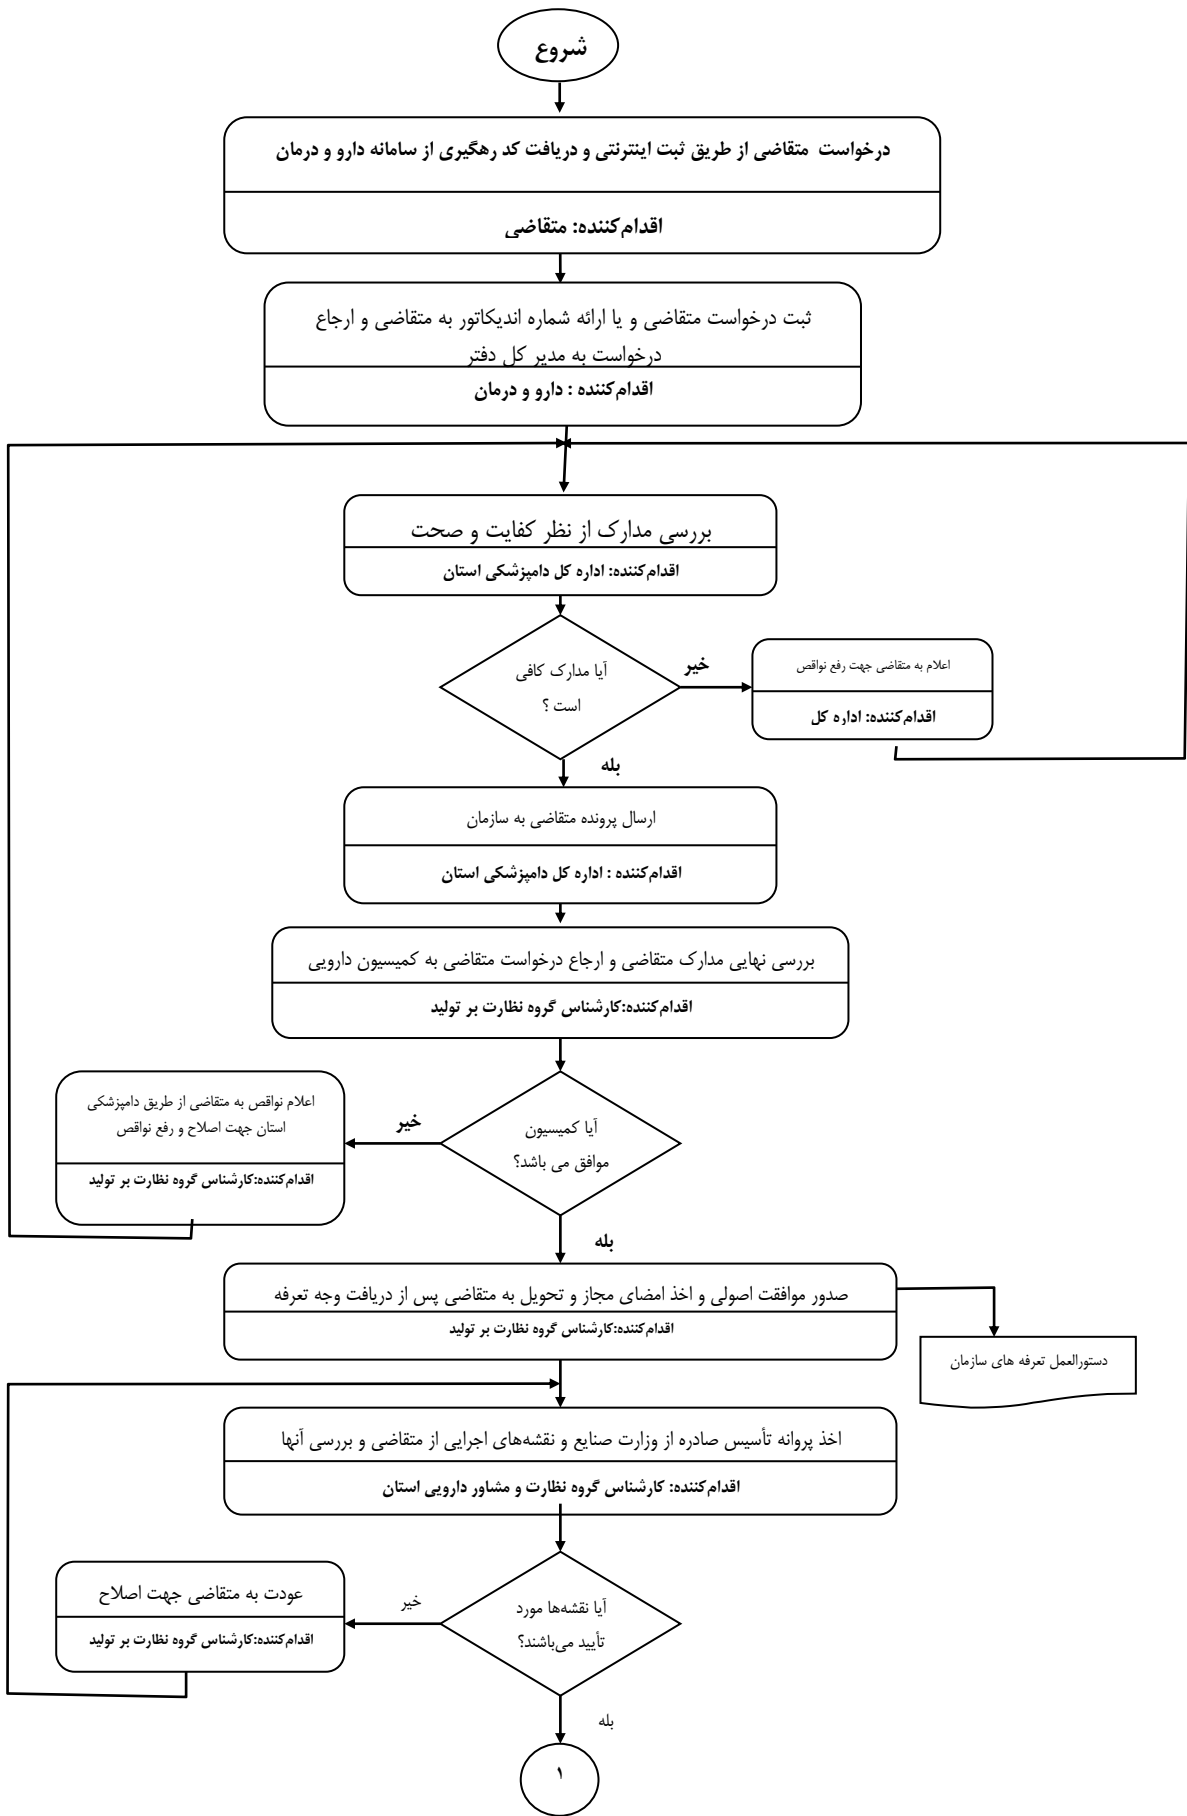 شروع
درخواست متقاضی از طریق ثبت اینترنتی و دریافت کد رهگیری از سامانه دارو و درمان
اقدام‌کننده: متقاضی
ثبت درخواست متقاضی و یا ارائه شماره اندیکاتور به متقاضی و ارجاع
درخواست به مدیر کل دفتر
اقدام‌کننده : دارو و درمان
بررسی مدارک از نظر کفایت و صحت
اقدام‌کننده: اداره کل دامپزشکی استان
آیا مدارک کافی
است ؟
خیر
اعلام به متقاضی جهت رفع نواقص
اقدام‌کننده: اداره کل
بله
ارسال پرونده متقاضی به سازمان
اقدام‌کننده : اداره کل دامپزشکی استان
بررسی نهایی مدارک متقاضی و ارجاع درخواست متقاضی به کمیسیون دارویی
اقدام‌کننده:کارشناس گروه نظارت بر تولید
آیا کمیسیون
موافق می باشد؟
خیر
اعلام نواقص به متقاضی از طریق دامپزشکی
استان جهت اصلاح و رفع نواقص
اقدام‌کننده:کارشناس گروه نظارت بر تولید
بله
صدور موافقت اصولی و اخذ امضای مجاز و تحویل به متقاضی پس از دریافت وجه تعرفه
اقدام‌کننده:کارشناس گروه نظارت بر تولید
دستورالعمل تعرفه های سازمان
اخذ پروانه تأسیس صادره از وزارت صنایع و نقشه‌های اجرایی از متقاضی و بررسی آنها
اقدام‌کننده: کارشناس گروه نظارت و مشاور دارویی استان
آیا نقشه‌ها مورد
تأیید می‌باشند؟
خیر
عودت به متقاضی جهت اصلاح
اقدام‌کننده:کارشناس گروه نظارت بر تولید
بله
۱